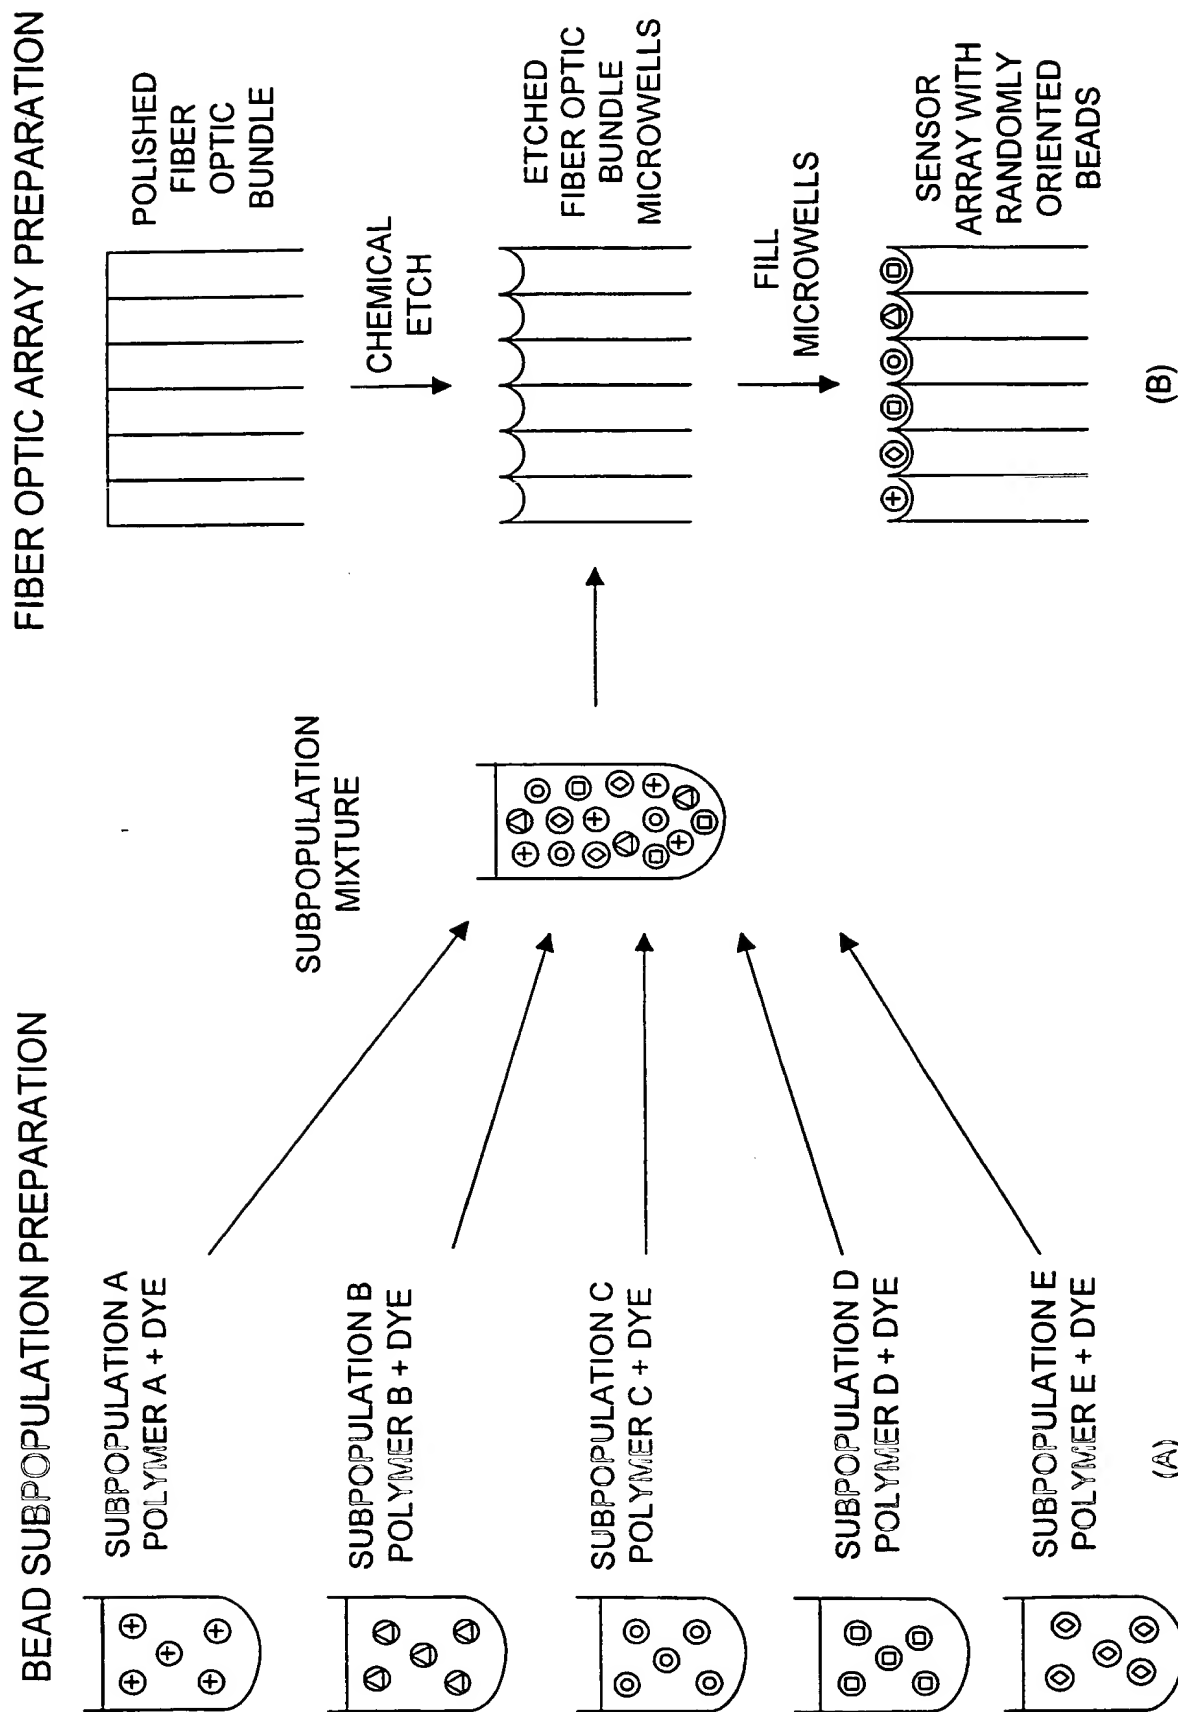 BEAD SUBPOPULATION PREPARATION
SUBPOPULATION A
POLYMER A + DYE
SUBPOPULATION B
POLYMER B + DYE
SUBPOPULATION C
POLYMER C + DYE
SUBPOPULATION D
POLYMER D + DYE
SUBPOPULATION E
POLYMER E + DYE
(A)
SUBPOPULATION
MIXTURE
FIBER OPTIC ARRAY PREPARATION
POLISHED
FIBER
OPTIC
BUNDLE
CHEMICAL
ETCH
ETCHED
FIBER OPTIC
BUNDLE
MICROWELLS
FILL
MICROWELLS
SENSOR
ARRAY WITH
RANDOMLY
ORIENTED
BEADS
(B)